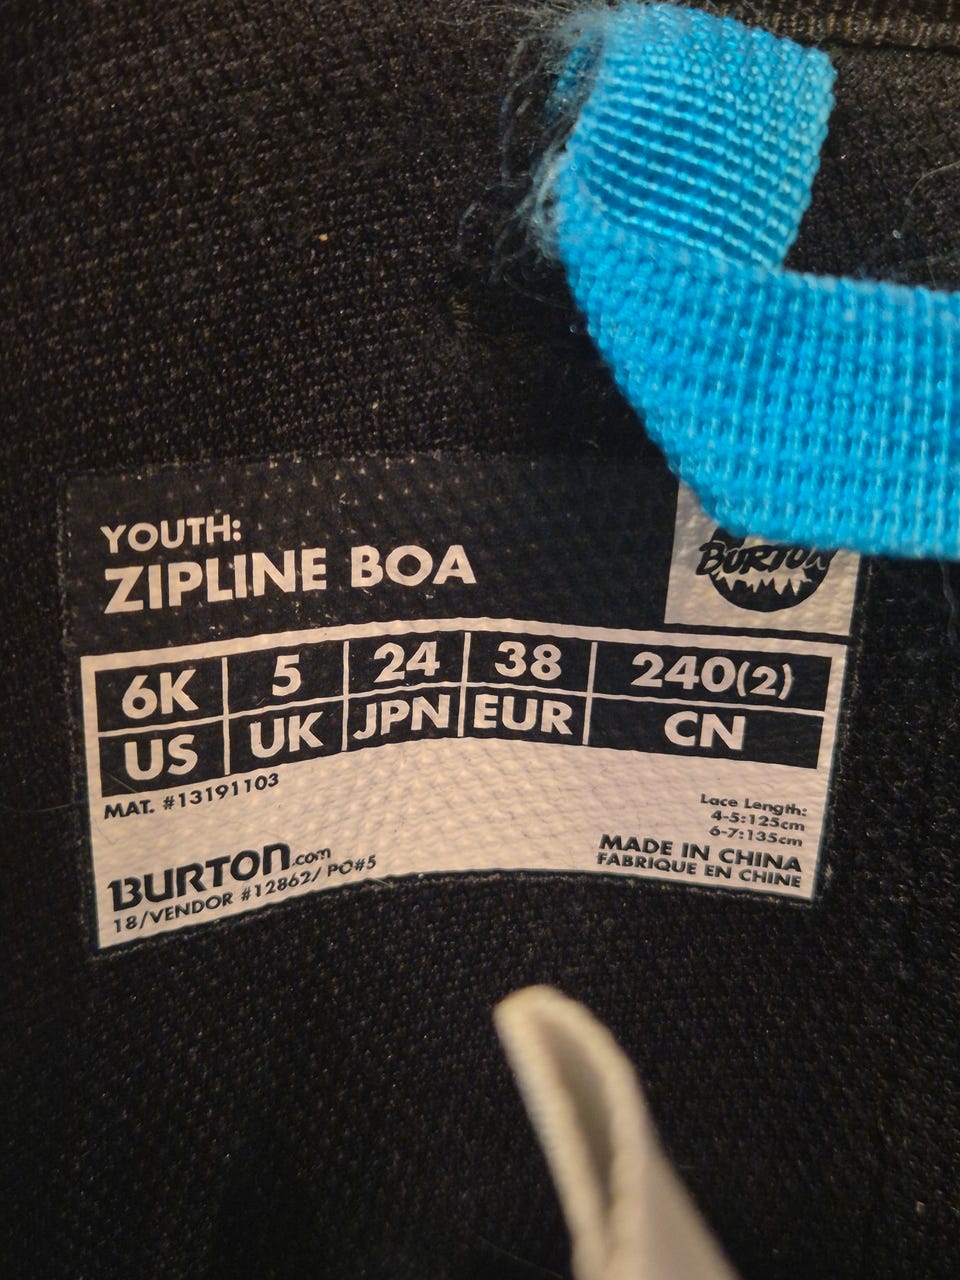 YOUTH:
ZIPLINE BOA
BURTON
6K 5 24 38 240(2)
US UK JPN EUR CN
MAT. #13191103
Lace Length:
4-5:125cm
6-7:135cm
BURTON.com
18/VENDOR #12862/ PO#5
MADE IN CHINA
FABRIQUE EN CHINE